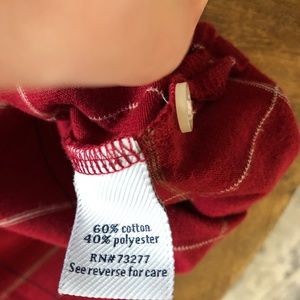 60% cotton
40% polyester
RN#73277
See reverse for care